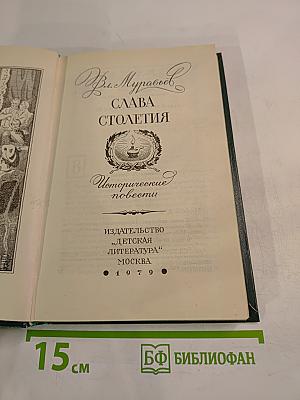 Вл. Муравьев
СЛАВА
СТОЛЕТИЯ
Исторические
повести
ИЗДАТЕЛЬСТВО
„ДЕТСКАЯ
ЛИТЕРАТУРА“
МОСКВА
• 1979 •
15 см
БФ БИБЛИОФАН